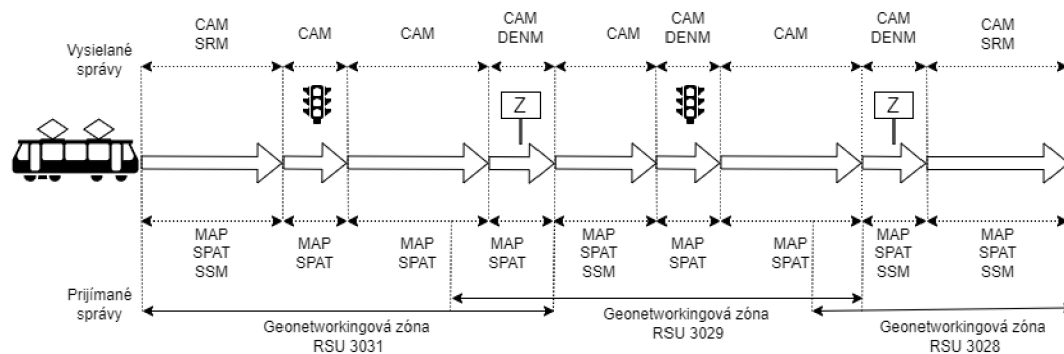 Vysielané
správy
CAM
SRM
CAM
CAM
CAM
DENM
CAM
CAM
DENM
CAM
CAM
DENM
CAM
SRM
Z
Z
MAP
SPAT
SSM
MAP
SPAT
MAP
SPAT
MAP
SPAT
MAP
SPAT
SSM
MAP
SPAT
MAP
SPAT
MAP
SPAT
SSM
MAP
SPAT
SSM
Prijímané
správy
Geonetworkingová zóna
RSU 3031
Geonetworkingová zóna
RSU 3029
Geonetworkingová zóna
RSU 3028